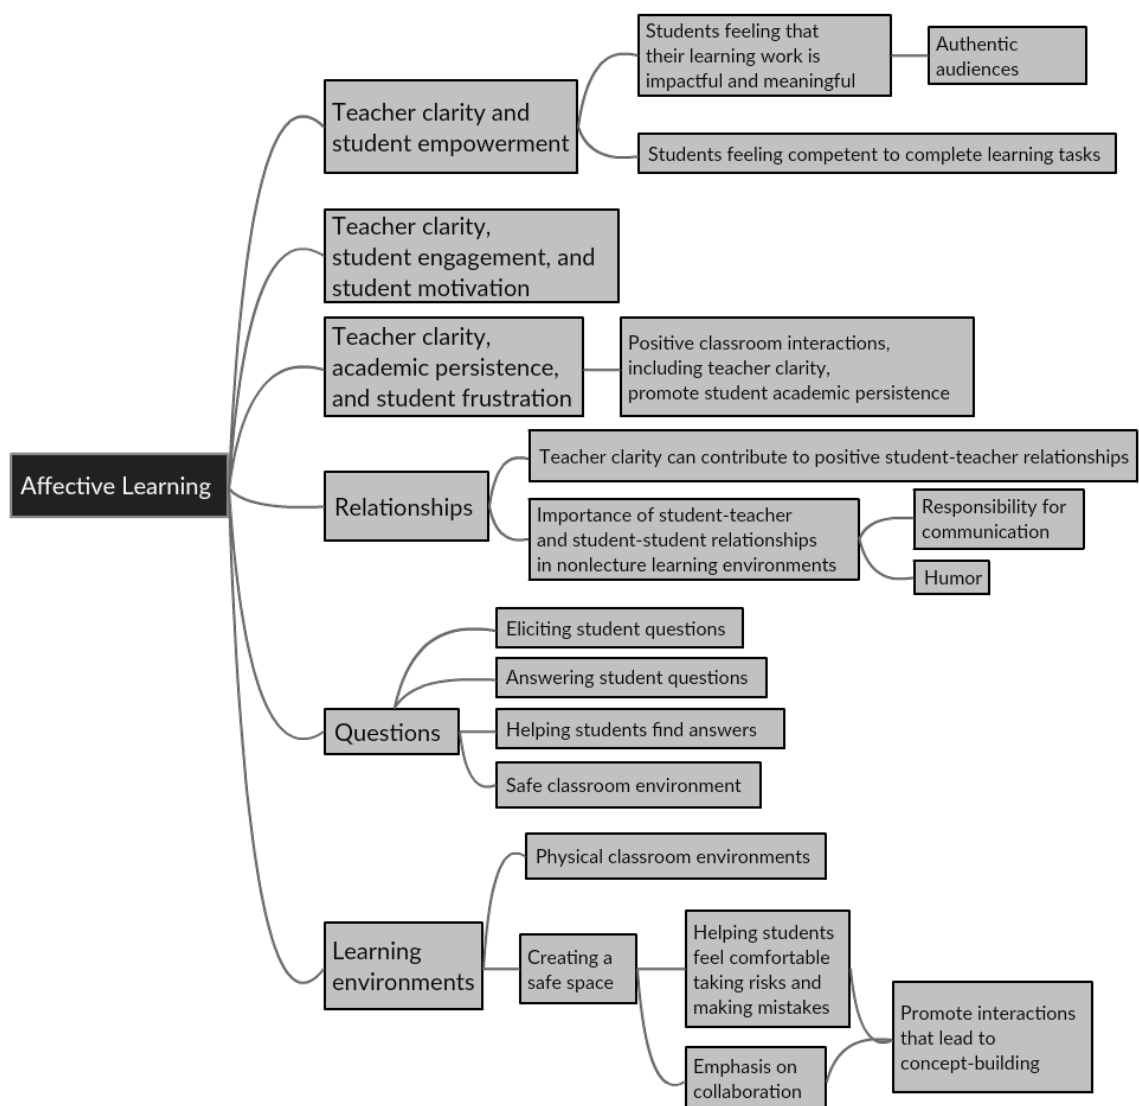 Affective Learning
Teacher clarity and
student empowerment
Students feeling that
their learning work is
impactful and meaningful
Authentic
audiences
Students feeling competent to complete learning tasks
Teacher clarity,
student engagement, and
student motivation
Teacher clarity,
academic persistence,
and student frustration
Positive classroom interactions,
including teacher clarity,
promote student academic persistence
Relationships
Teacher clarity can contribute to positive student-teacher relationships
Importance of student-teacher
and student-student relationships
in nonlecture learning environments
Responsibility for
communication
Humor
Questions
Eliciting student questions
Answering student questions
Helping students find answers
Safe classroom environment
Learning
environments
Physical classroom environments
Creating a
safe space
Helping students
feel comfortable
taking risks and
making mistakes
Emphasis on
collaboration
Promote interactions
that lead to
concept-building